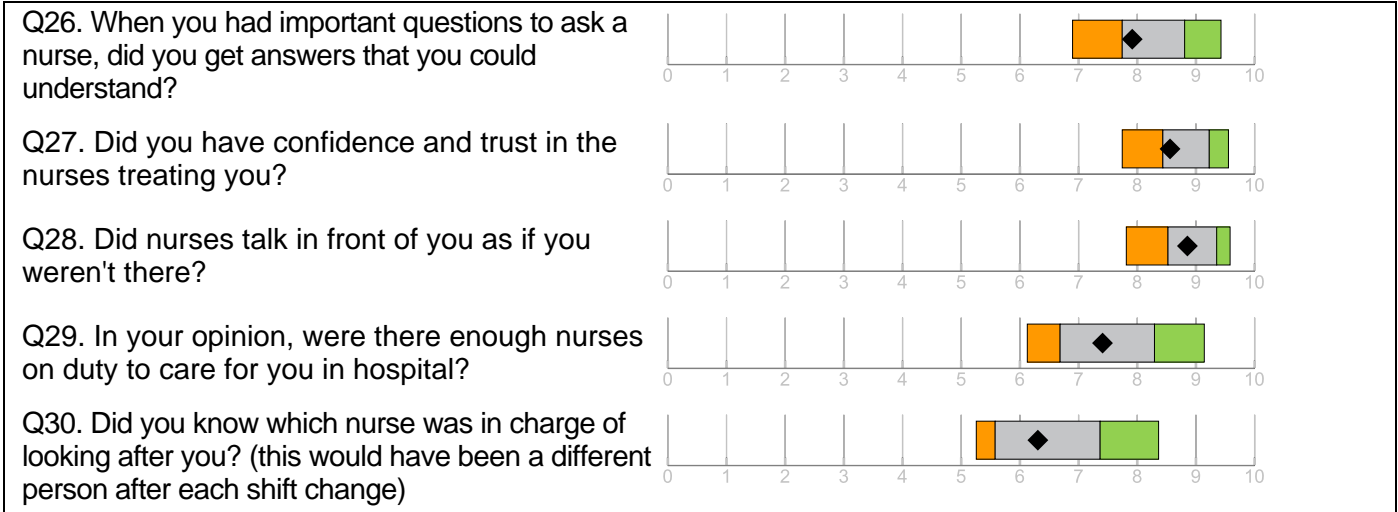 Q26. When you had important questions to ask a
nurse, did you get answers that you could
understand?
0 1 2 3 4 5 6 7 8 9 10
Q27. Did you have confidence and trust in the
nurses treating you?
0 1 2 3 4 5 6 7 8 9 10
Q28. Did nurses talk in front of you as if you
weren't there?
0 1 2 3 4 5 6 7 8 9 10
Q29. In your opinion, were there enough nurses
on duty to care for you in hospital?
0 1 2 3 4 5 6 7 8 9 10
Q30. Did you know which nurse was in charge of
looking after you? (this would have been a different
person after each shift change)
0 1 2 3 4 5 6 7 8 9 10